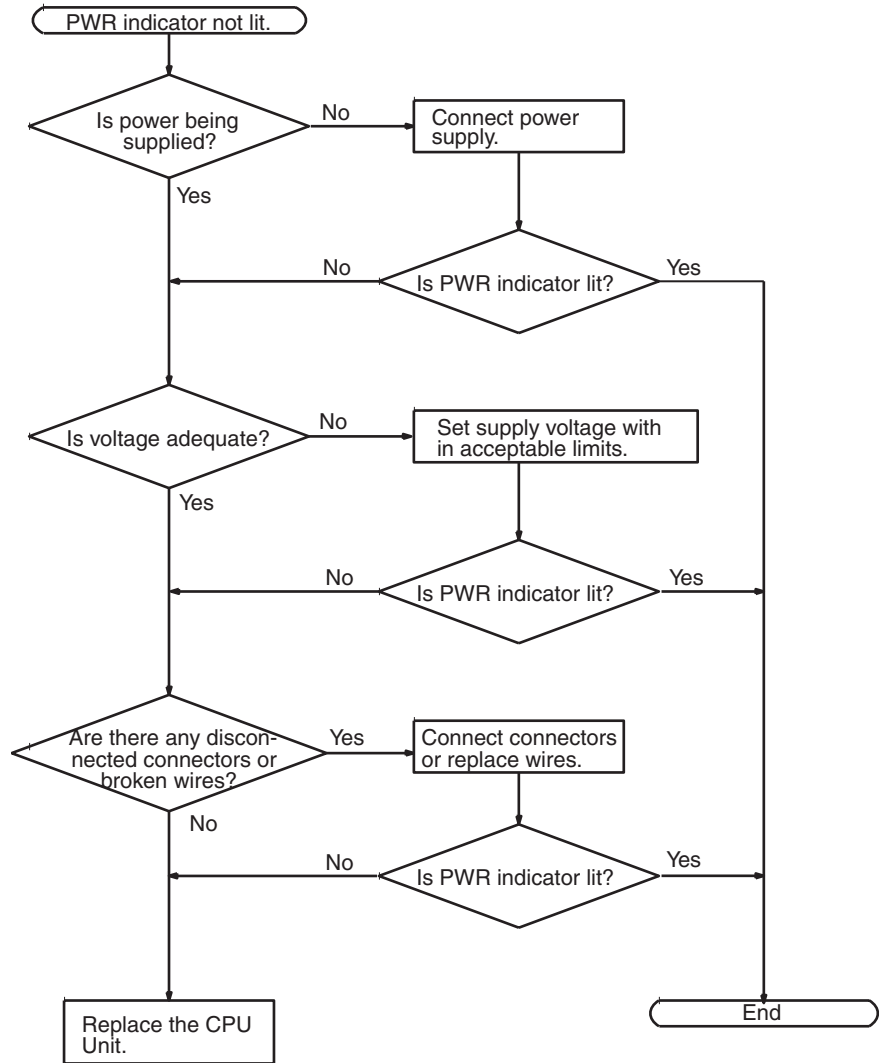 PWR indicator not lit.
Is power being
supplied?
No
Connect power
supply.
Yes
No
Is PWR indicator lit?
Yes
Is voltage adequate?
No
Set supply voltage with
in acceptable limits.
Yes
No
Is PWR indicator lit?
Yes
Are there any discon-
nected connectors or
broken wires?
Yes
Connect connectors
or replace wires.
No
No
Is PWR indicator lit?
Yes
Replace the CPU
Unit.
End